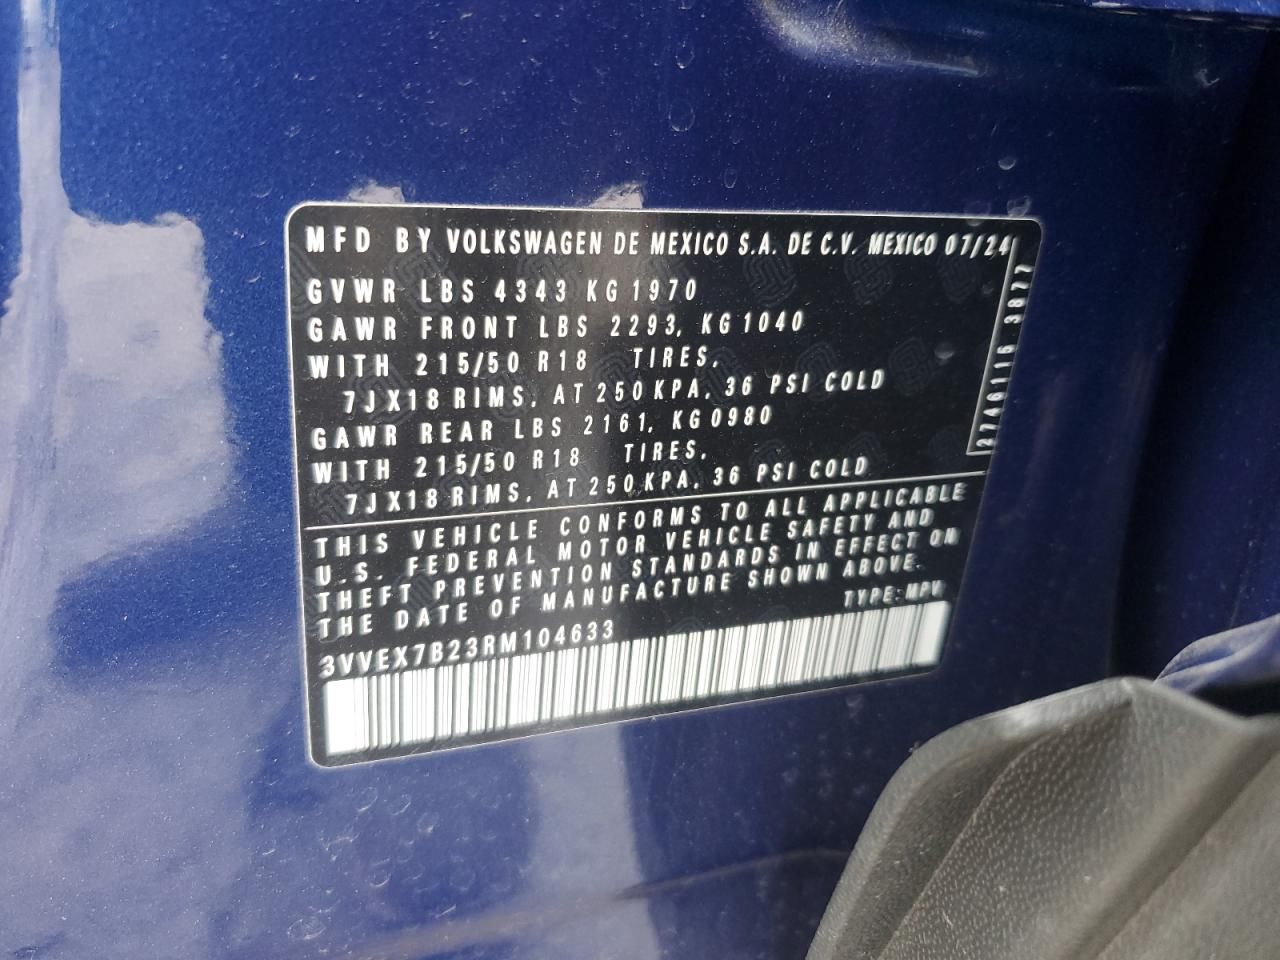 MFD BY VOLKSWAGEN DE MEXICO S.A. DE C.V. MEXICO 07/24
GVWR LBS 4343 KG 1970
GAWR FRONT LBS 2293, KG 1040
WITH 215/50 R18 TIRES,
7JX18 RIMS, AT 250 KPA, 36 PSI COLD
GAWR REAR LBS 2161, KG 0980
WITH 215/50 R18 TIRES,
7JX18 RIMS, AT 250 KPA, 36 PSI COLD
THIS VEHICLE CONFORMS TO ALL APPLICABLE
U.S. FEDERAL MOTOR VEHICLE SAFETY AND
THEFT PREVENTION STANDARDS IN EFFECT ON
THE DATE OF MANUFACTURE SHOWN ABOVE.
TYPE: MPV
3VVEX7B23RM104633